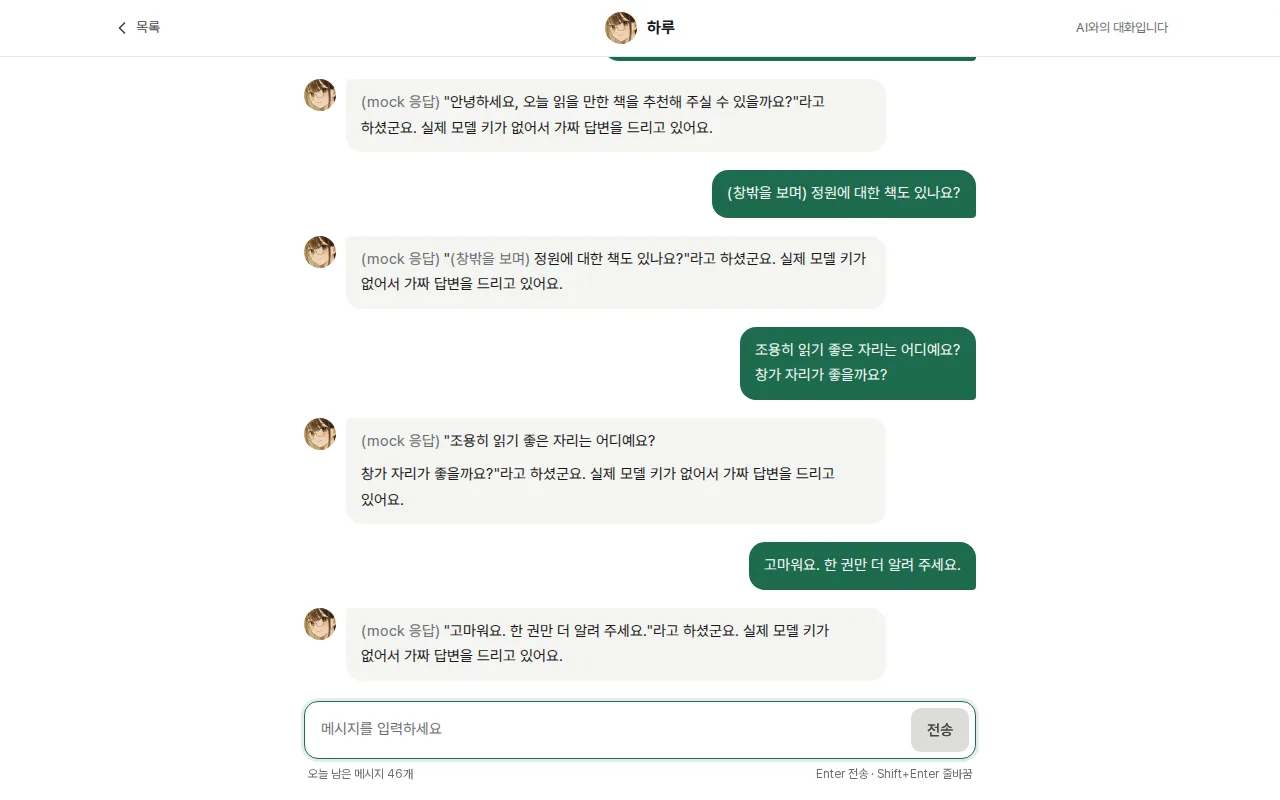 목록
하루
AI와의 대화입니다
(mock 응답) "안녕하세요, 오늘 읽을 만한 책을 추천해 주실 수 있을까요?"라고
하셨군요. 실제 모델 키가 없어서 가짜 답변을 드리고 있어요.
(창밖을 보며) 정원에 대한 책도 있나요?
(mock 응답) "(창밖을 보며) 정원에 대한 책도 있나요?"라고 하셨군요. 실제 모델 키가
없어서 가짜 답변을 드리고 있어요.
조용히 읽기 좋은 자리는 어디예요?
창가 자리가 좋을까요?
(mock 응답) "조용히 읽기 좋은 자리는 어디예요?
창가 자리가 좋을까요?"라고 하셨군요. 실제 모델 키가 없어서 가짜 답변을 드리고
있어요.
고마워요. 한 권만 더 알려 주세요.
(mock 응답) "고마워요. 한 권만 더 알려 주세요."라고 하셨군요. 실제 모델 키가
없어서 가짜 답변을 드리고 있어요.
메시지를 입력하세요
전송
오늘 남은 메시지 46개
Enter 전송 · Shift+Enter 줄바꿈